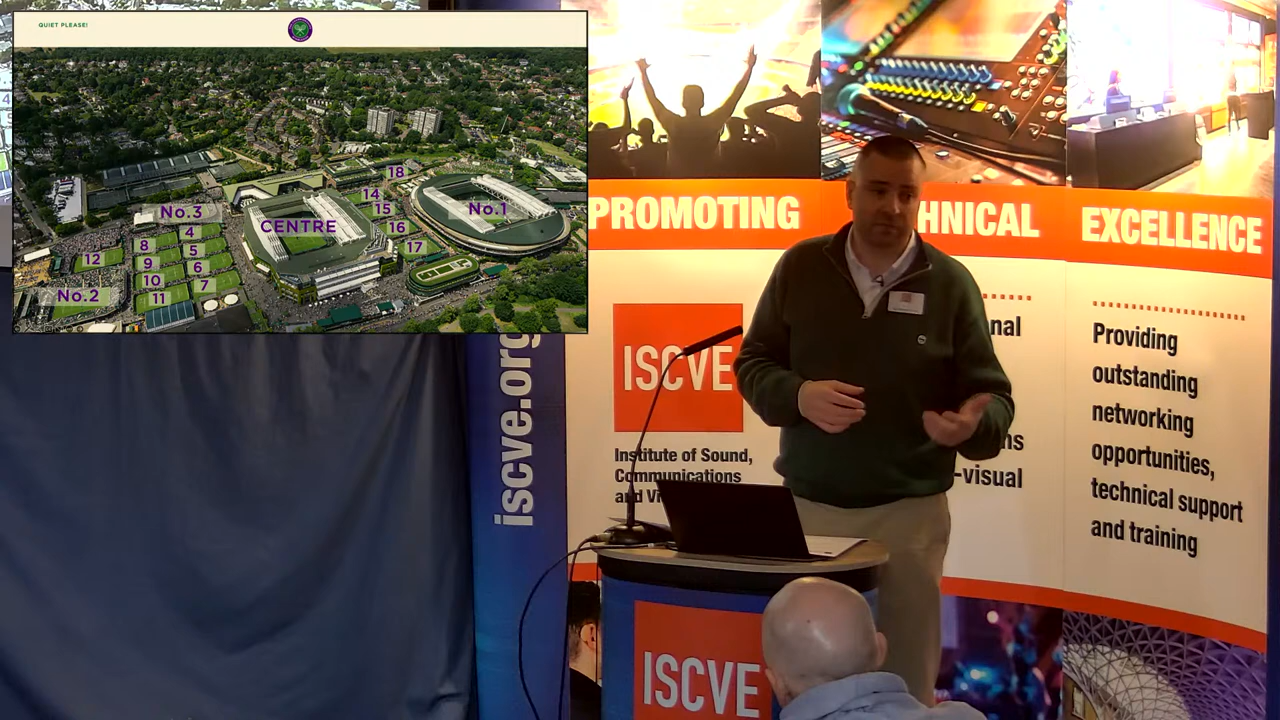 QUIET PLEASE!
18
14
15
No.1
No.3
4
CENTRE
16
8
5
17
12
9
6
10
7
No.2
11
4
PROMOTING
HNICAL
EXCELLENCE
iscve.org
ISCVE
Institute of Sound,
Communications
and Vi
nal
ns
-visual
Providing
outstanding
networking
opportunities,
technical support
and training
ISCVE